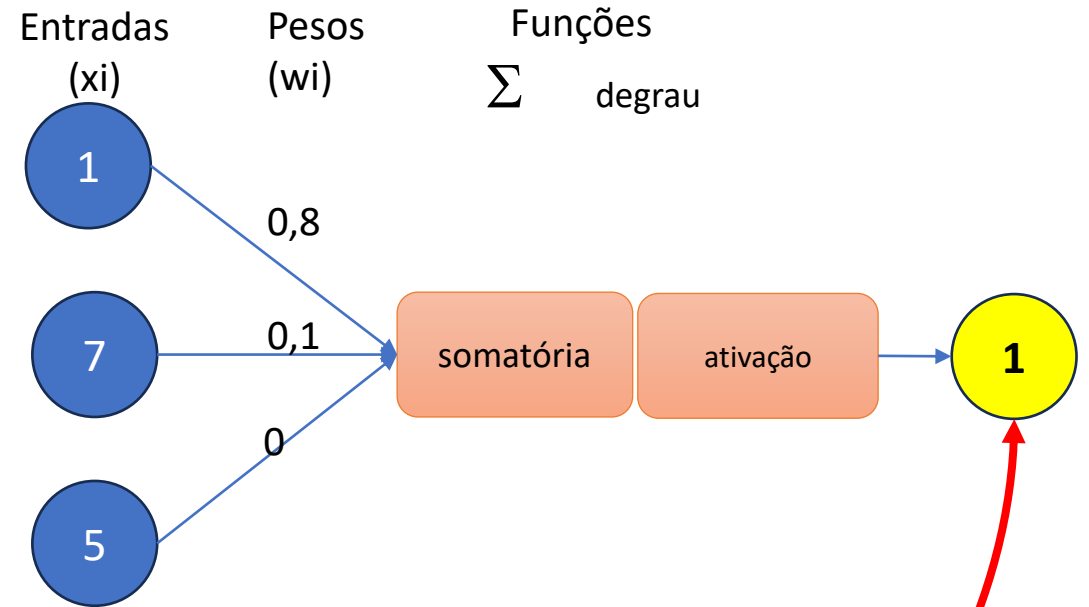 Entradas
(xi)
Pesos
(wi)
Funções
Σ degrau
1
0,8
7
0,1
somatória
ativação
1
0
5